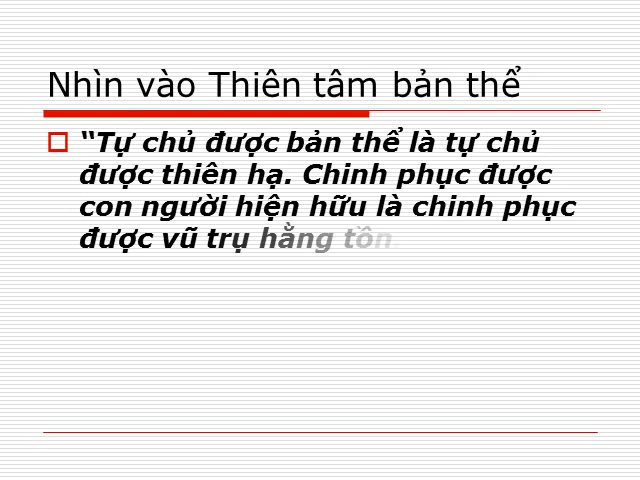 Nhìn vào Thiên tâm bản thể
“Tự chủ được bản thể là tự chủ
được thiên hạ. Chinh phục được
con người hiện hữu là chinh phục
được vũ trụ hằng tồn.